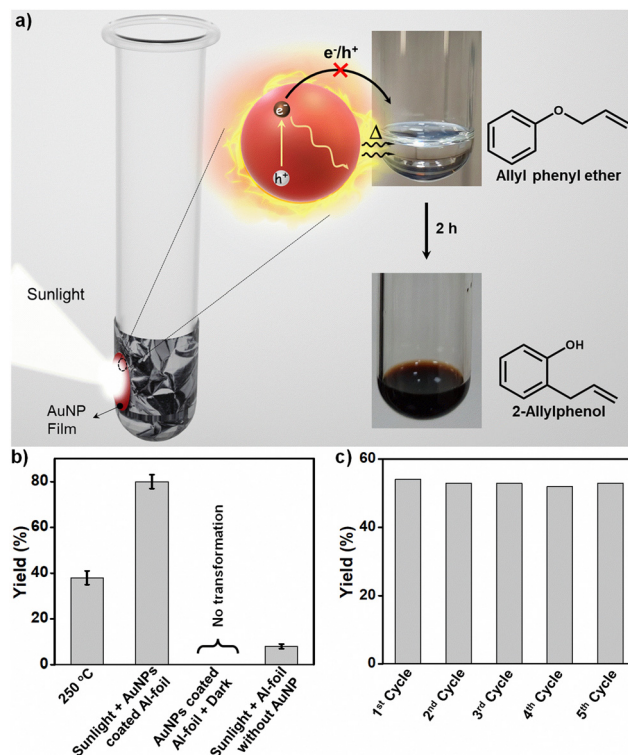 a)
e⁻/h⁺
e⁻
h⁺
Δ
Allyl phenyl ether
O
2 h
Sunlight
AuNP
Film
OH
2-Allylphenol
b)
Yield (%)
80
60
40
20
0
No transformation
250 °C
Sunlight + AuNPs
coated Al-foil
AuNPs coated
Al-foil + Dark
Sunlight + Al-foil
without AuNP
c)
Yield (%)
60
40
20
0
1st Cycle
2nd Cycle
3rd Cycle
4th Cycle
5th Cycle